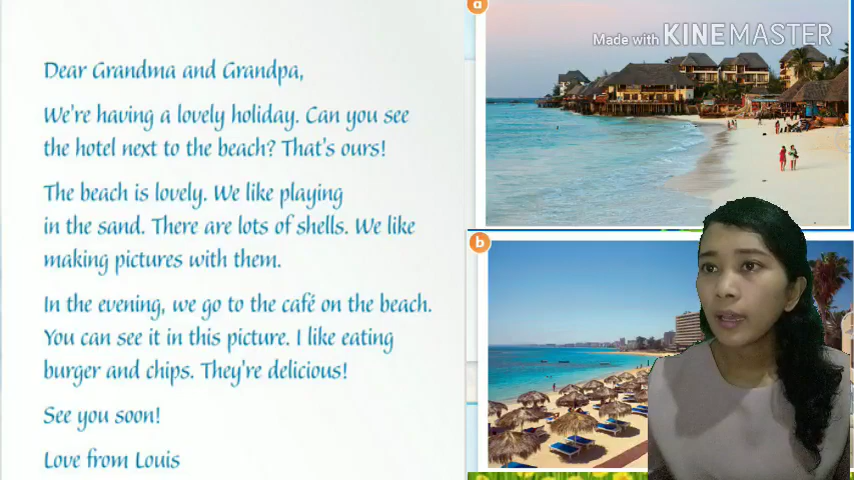 Dear Grandma and Grandpa,
We're having a lovely holiday. Can you see
the hotel next to the beach? That's ours!
The beach is lovely. We like playing
in the sand. There are lots of shells. We like
making pictures with them.
In the evening, we go to the café on the beach.
You can see it in this picture. I like eating
burger and chips. They're delicious!
See you soon!
Love from Louis
a
Made with KINEMASTER
b